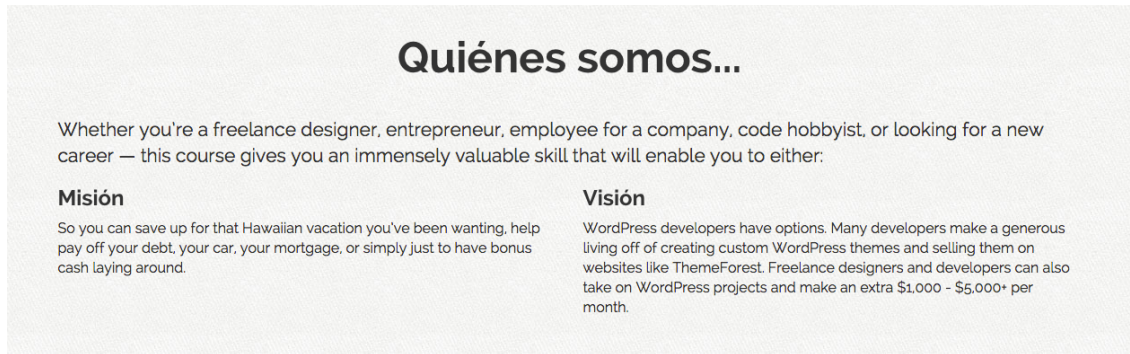 Quiénes somos...
Whether you're a freelance designer, entrepreneur, employee for a company, code hobbyist, or looking for a new
career — this course gives you an immensely valuable skill that will enable you to either:
Misión
So you can save up for that Hawaiian vacation you've been wanting, help
pay off your debt, your car, your mortgage, or simply just to have bonus
cash laying around.
Visión
WordPress developers have options. Many developers make a generous
living off of creating custom WordPress themes and selling them on
websites like ThemeForest. Freelance designers and developers can also
take on WordPress projects and make an extra $1,000 - $5,000+ per
month.